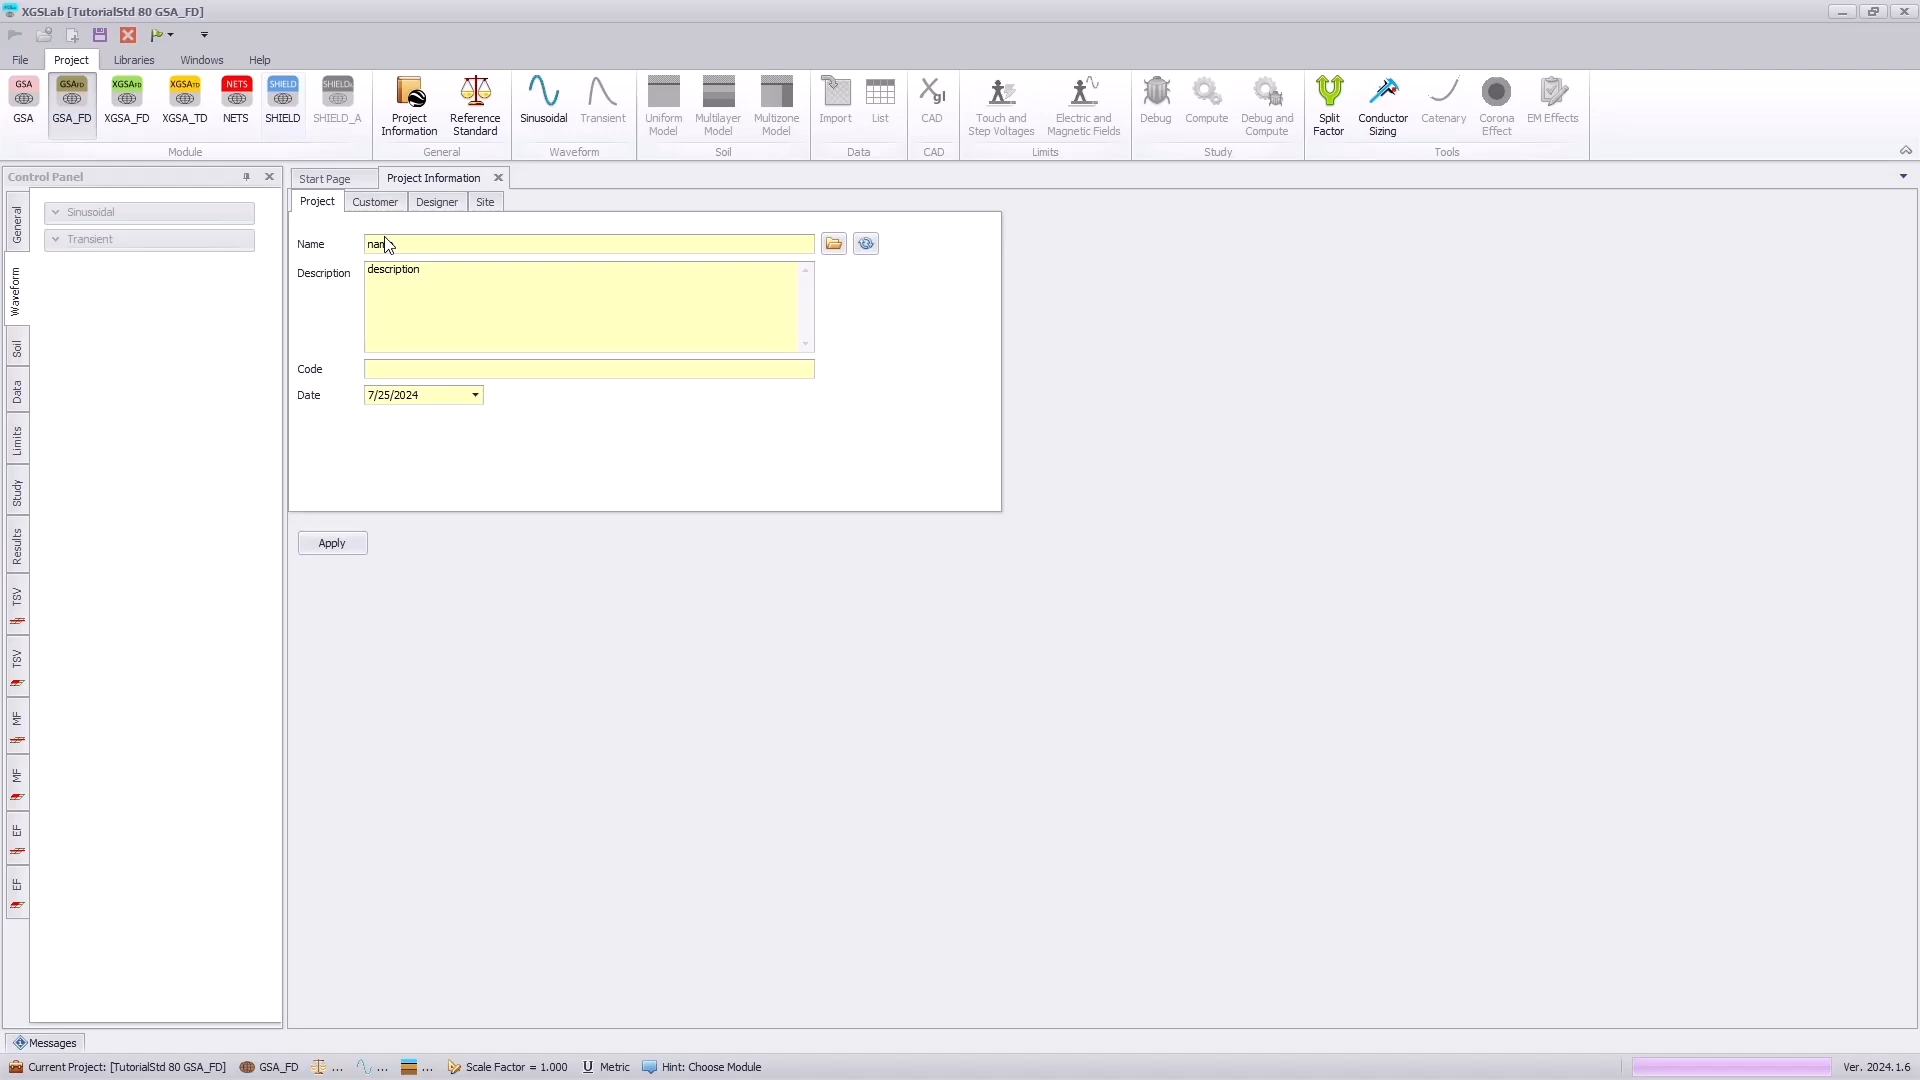 XGSLab [TutorialStd 80 GSA_FD]
File Project Libraries Windows Help
GSA GSAFD XGSAFD XGSATD NETS SHIELD
GSA GSA_FD XGSA_FD XGSA_TD NETS SHIELD SHIELD_A
Module
Project Information
Reference Standard
General
Sinusoidal Transient
Waveform
Uniform Model
Multilayer Model
Multizone Model
Soil
Import List
Data
CAD
CAD
Touch and Step Voltages
Electric and Magnetic Fields
Limits
Debug Compute
Debug and Compute
Study
Split Factor
Conductor Sizing
Catenary
Corona Effect
EM Effects
Tools
Control Panel
Start Page
Project Information
General
Waveform
Soil
Data
Limits
Study
Results
TSV
TSV
MF
MF
EF
EF
Sinusoidal
Transient
Project Customer Designer Site
Name
Description description
Code
Date 7/25/2024
Apply
Messages
Current Project: [TutorialStd 80 GSA_FD] GSA_FD ... ... ... Scale Factor = 1.000 U Metric Hint: Choose Module Ver. 2024.1.6